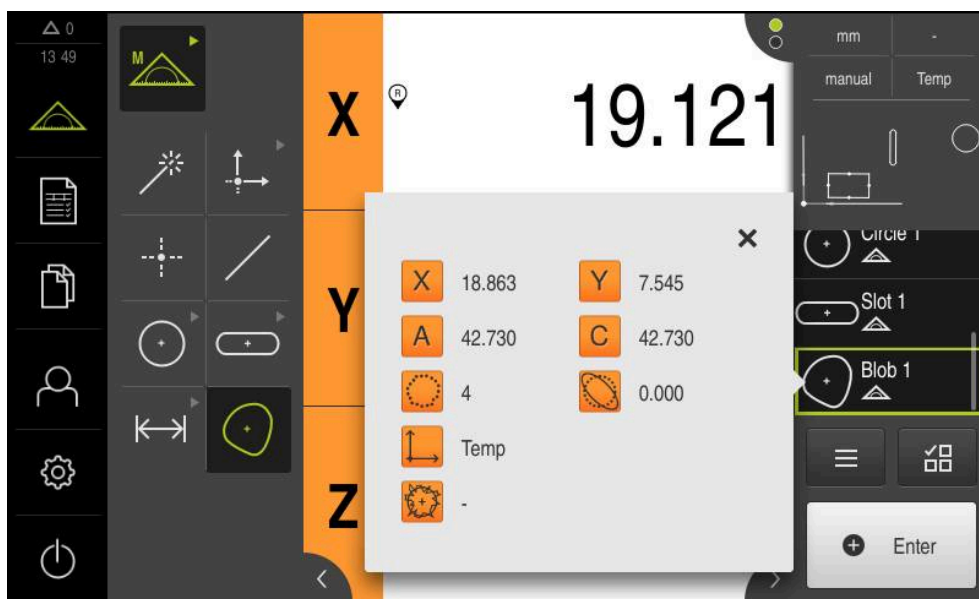 0
13 49
M
X
R
19.121
Y
Z
mm
-
manual
Temp
X
18.863
Y
7.545
A
42.730
C
42.730
4
0.000
Temp
-
Circle 1
Slot 1
Blob 1
Enter